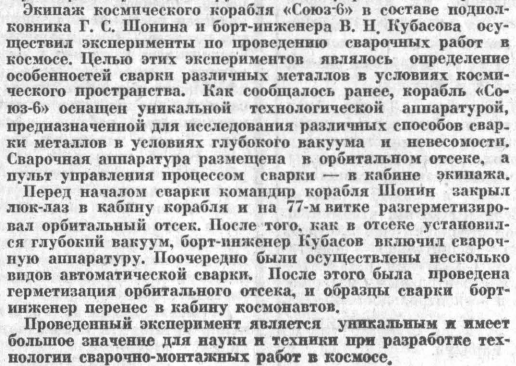 Экипаж космического корабля «Союз-6» в составе подпол-
ковника Г. С. Шонина и борт-инженера В. Н. Кубасова осу-
ществил эксперименты по проведению сварочных работ в
космосе. Целью этих экспериментов являлось определение
особенностей сварки различных металлов в условиях косми-
ческого пространства. Как сообщалось ранее, корабль «Со-
юз-6» оснащен уникальной технологической аппаратурой,
предназначенной для исследования различных способов свар-
ки металлов в условиях глубокого вакуума и невесомости.
Сварочная аппаратура размещена в орбитальном отсеке, а
пульт управления процессом сварки — в кабине экипажа.
Перед началом сварки командир корабля Шонин закрыл
люк-лаз в кабину корабля и на 77-м витке разгерметизиро-
вал орбитальный отсек. После того, как в отсеке установил-
ся глубокий вакуум, борт-инженер Кубасов включил свароч-
ную аппаратуру. Поочередно были осуществлены несколько
видов автоматической сварки. После этого была проведена
герметизация орбитального отсека, и образцы сварки борт-
инженер перенес в кабину космонавтов.
Проведенный эксперимент является уникальным и имеет
большое значение для науки и техники при разработке тех-
нологии сварочно-монтажных работ в космосе.